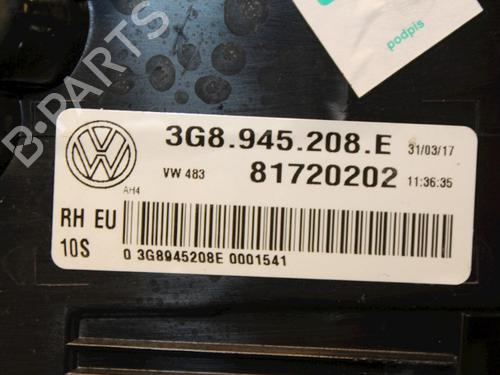 podpis
B-PARTS
3G8.945.208.E 31/03/17
VW 483 81720202 11:36:35
AH4
RH EU
10S
0 3G8945208E 0001541